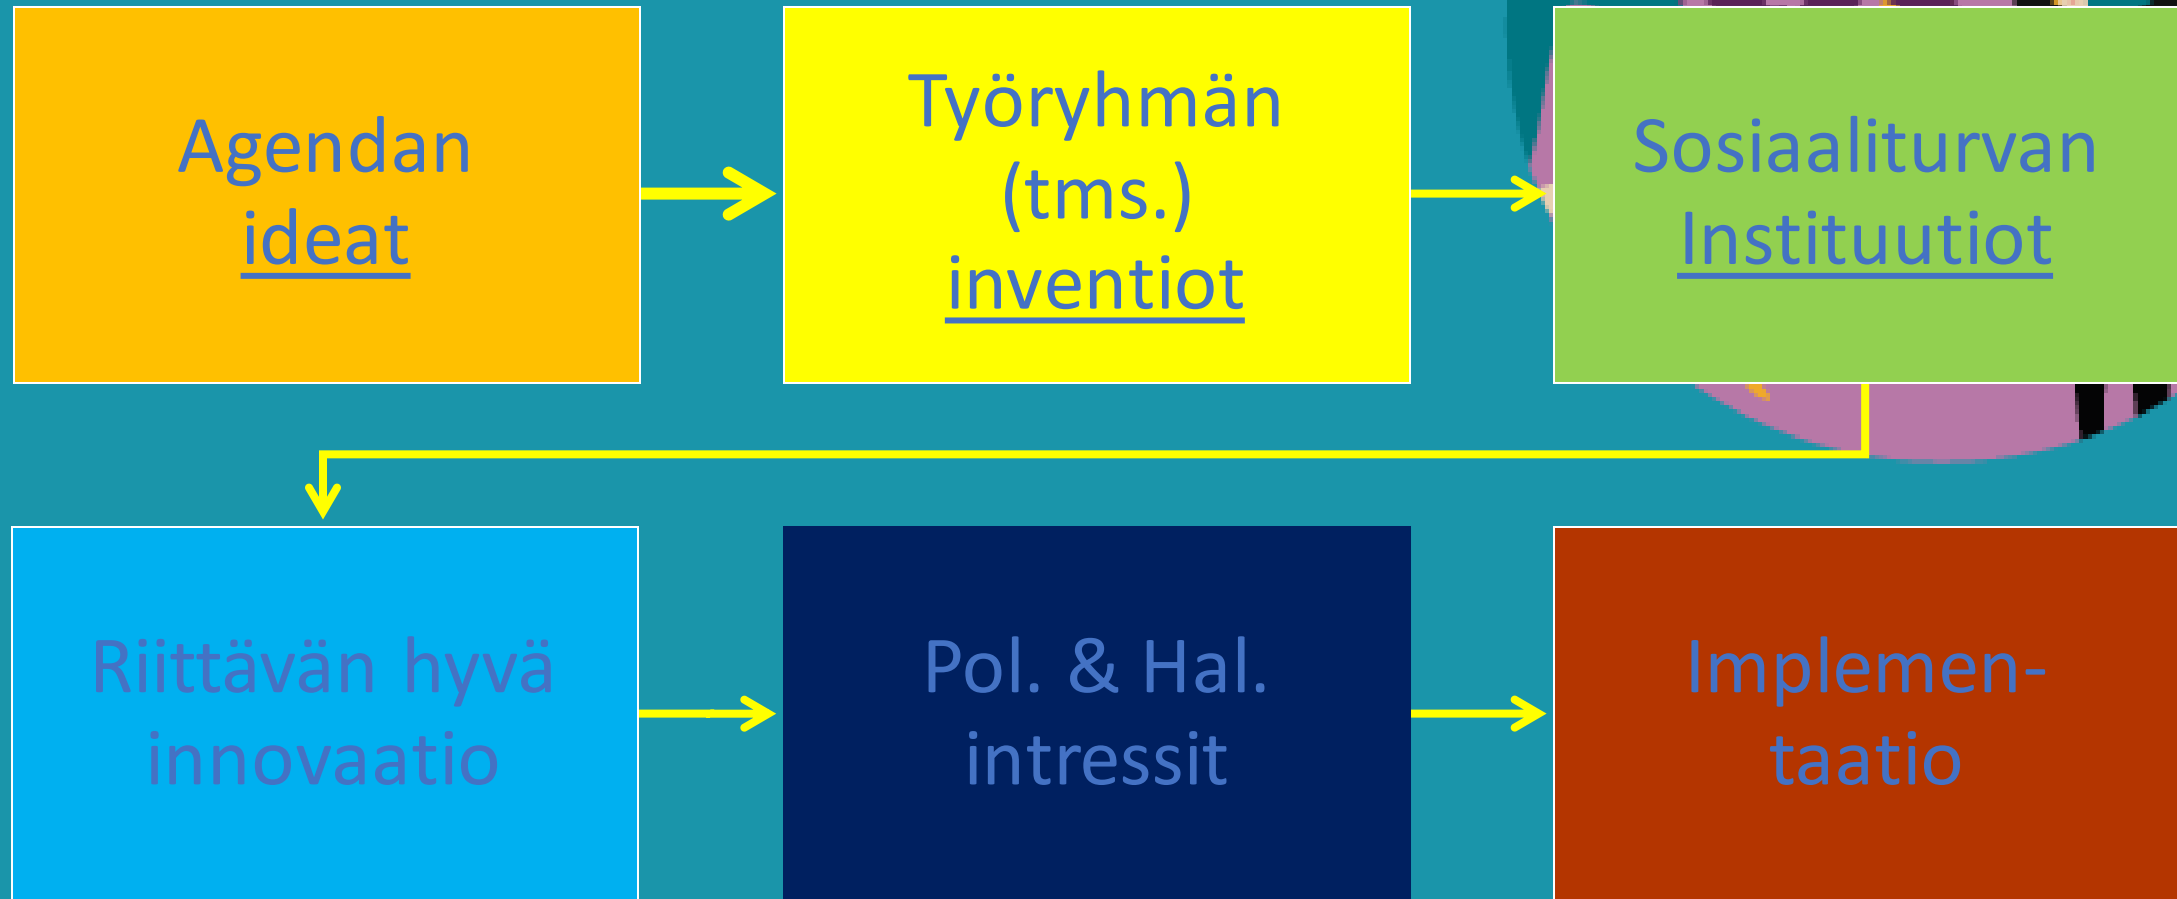 Agendan
ideat
Työryhmän
(tms.)
inventiot
Sosiaaliturvan
Instituutiot
Riittävän hyvä
innovaatio
Pol. & Hal.
intressit
Implemen-
taatio